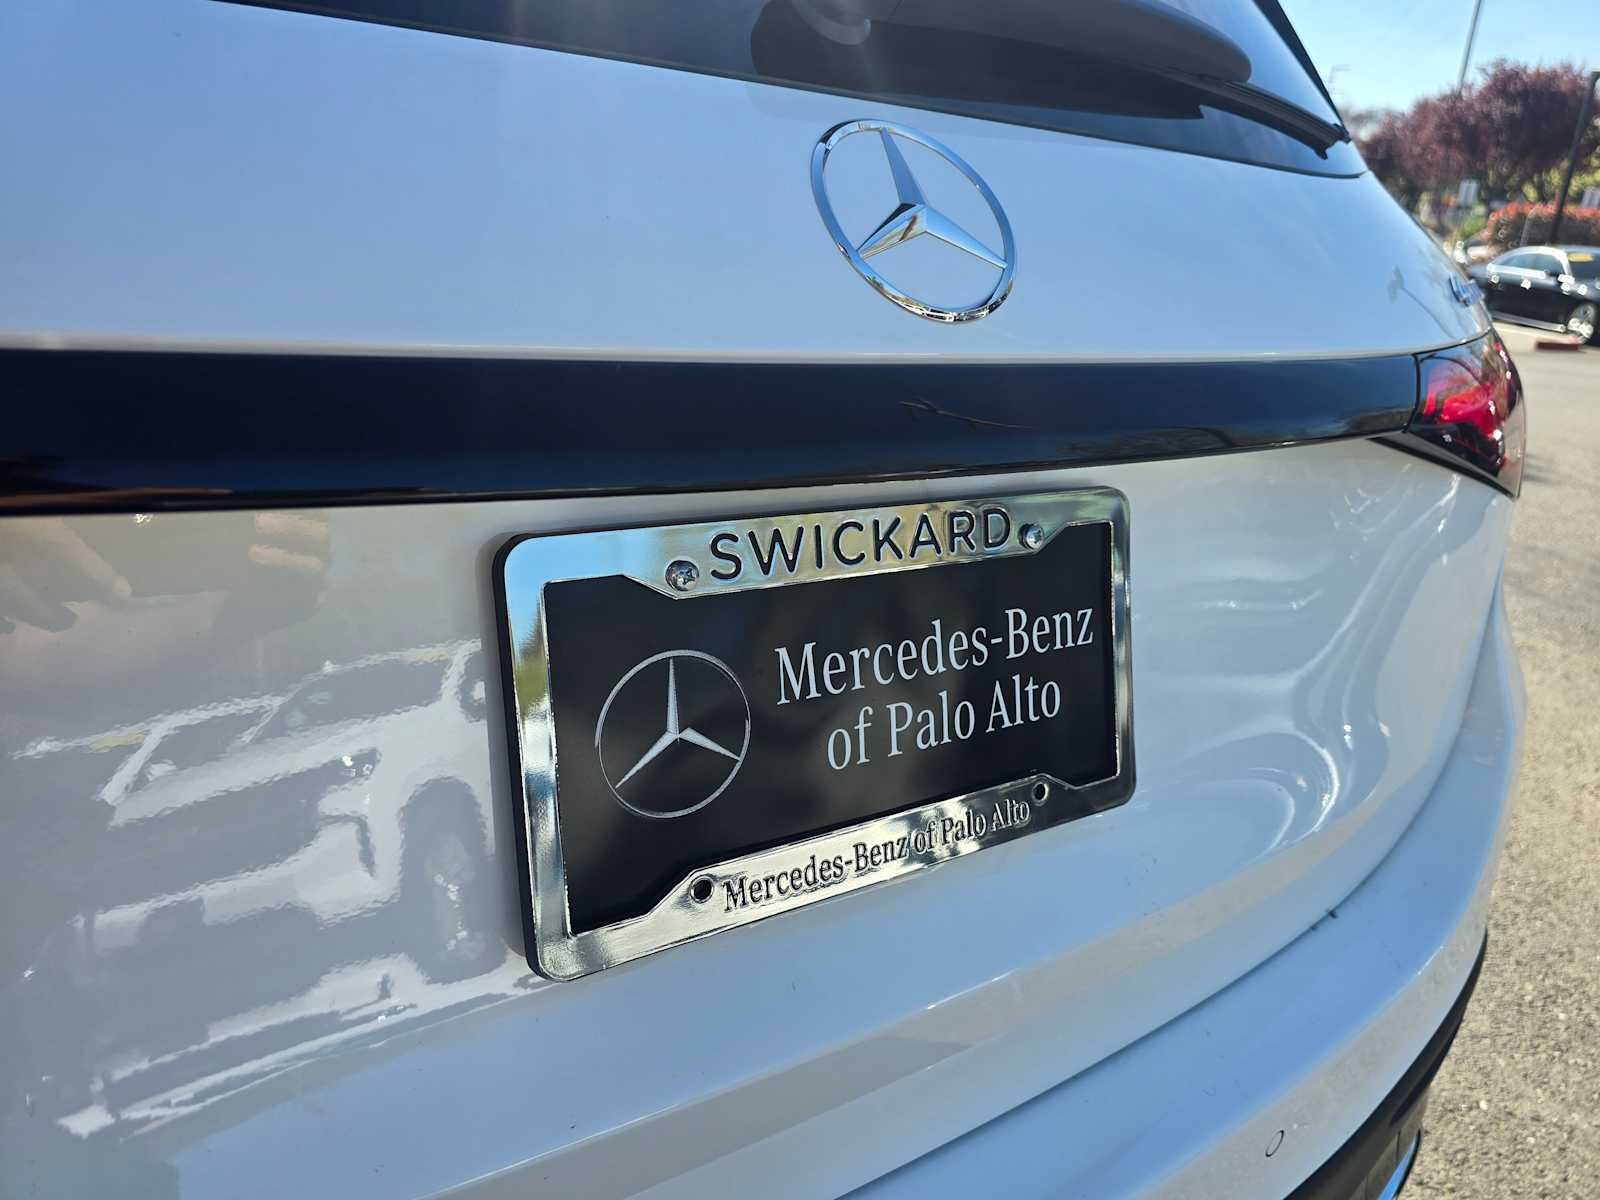 SWICKARD
Mercedes-Benz
of Palo Alto
Mercedes-Benz of Palo Alto